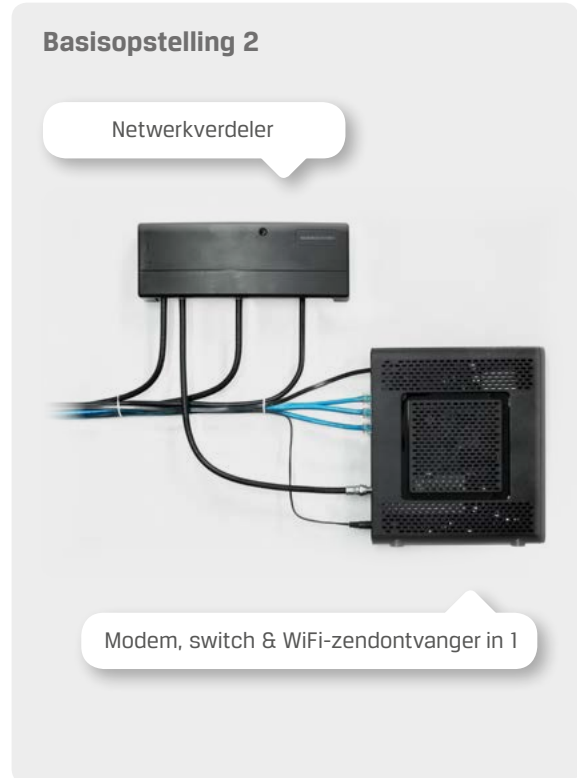 Basisopstelling 2
Netwerkverdeler
Modem, switch & WiFi-zendontvanger in 1